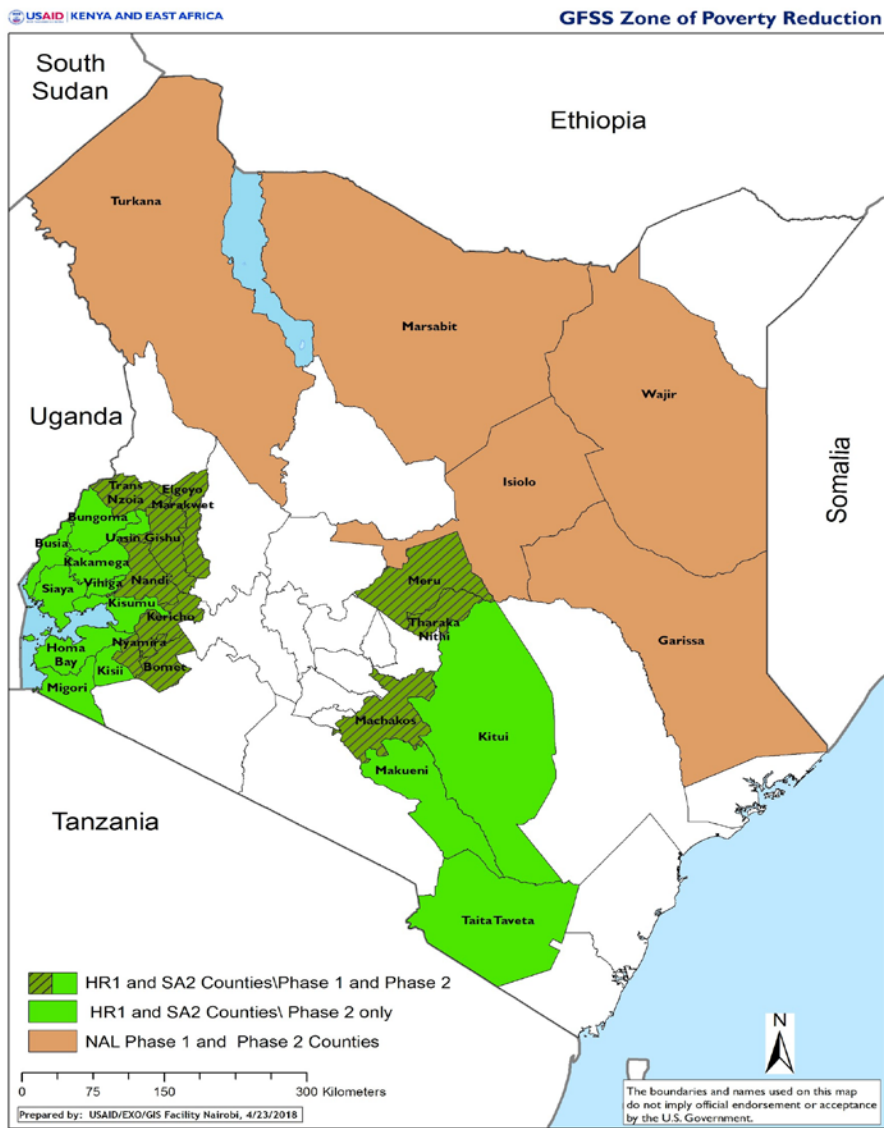 USAID | KENYA AND EAST AFRICA
GFSS Zone of Poverty Reduction
South
Sudan
Ethiopia
Turkana
Marsabit
Wajir
Uganda
Somalia
Isiolo
Trans
Nzoia
Elgeyo
Marakwet
Bungoma
Busia
Uasin Gishu
Kakamega
Vihiga
Nandi
Siaya
Kisumu
Kericho
Meru
Tharaka
Nithi
Garissa
Homa
Bay
Nyamira
Kisii
Bomet
Migori
Machakos
Kitui
Makueni
Tanzania
Taita Taveta
HR1 and SA2 Counties\Phase 1 and Phase 2
HR1 and SA2 Counties\ Phase 2 only
NAL Phase 1 and Phase 2 Counties
N
0 75 150 300 Kilometers
Prepared by: USAID/EXO/GIS Facility Nairobi, 4/23/2018
The boundaries and names used on this map
do not imply official endorsement or acceptance
by the U.S. Government.